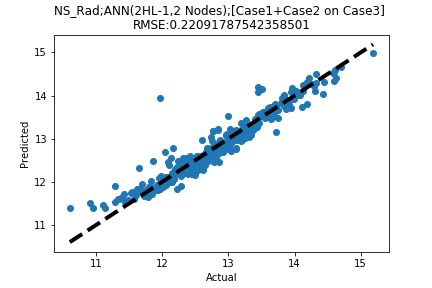 NS_Rad;ANN(2HL-1,2 Nodes);[Case1+Case2 on Case3]
RMSE:0.22091787542358501
15
14
13
12
11
Predicted
11
12
13
14
15
Actual